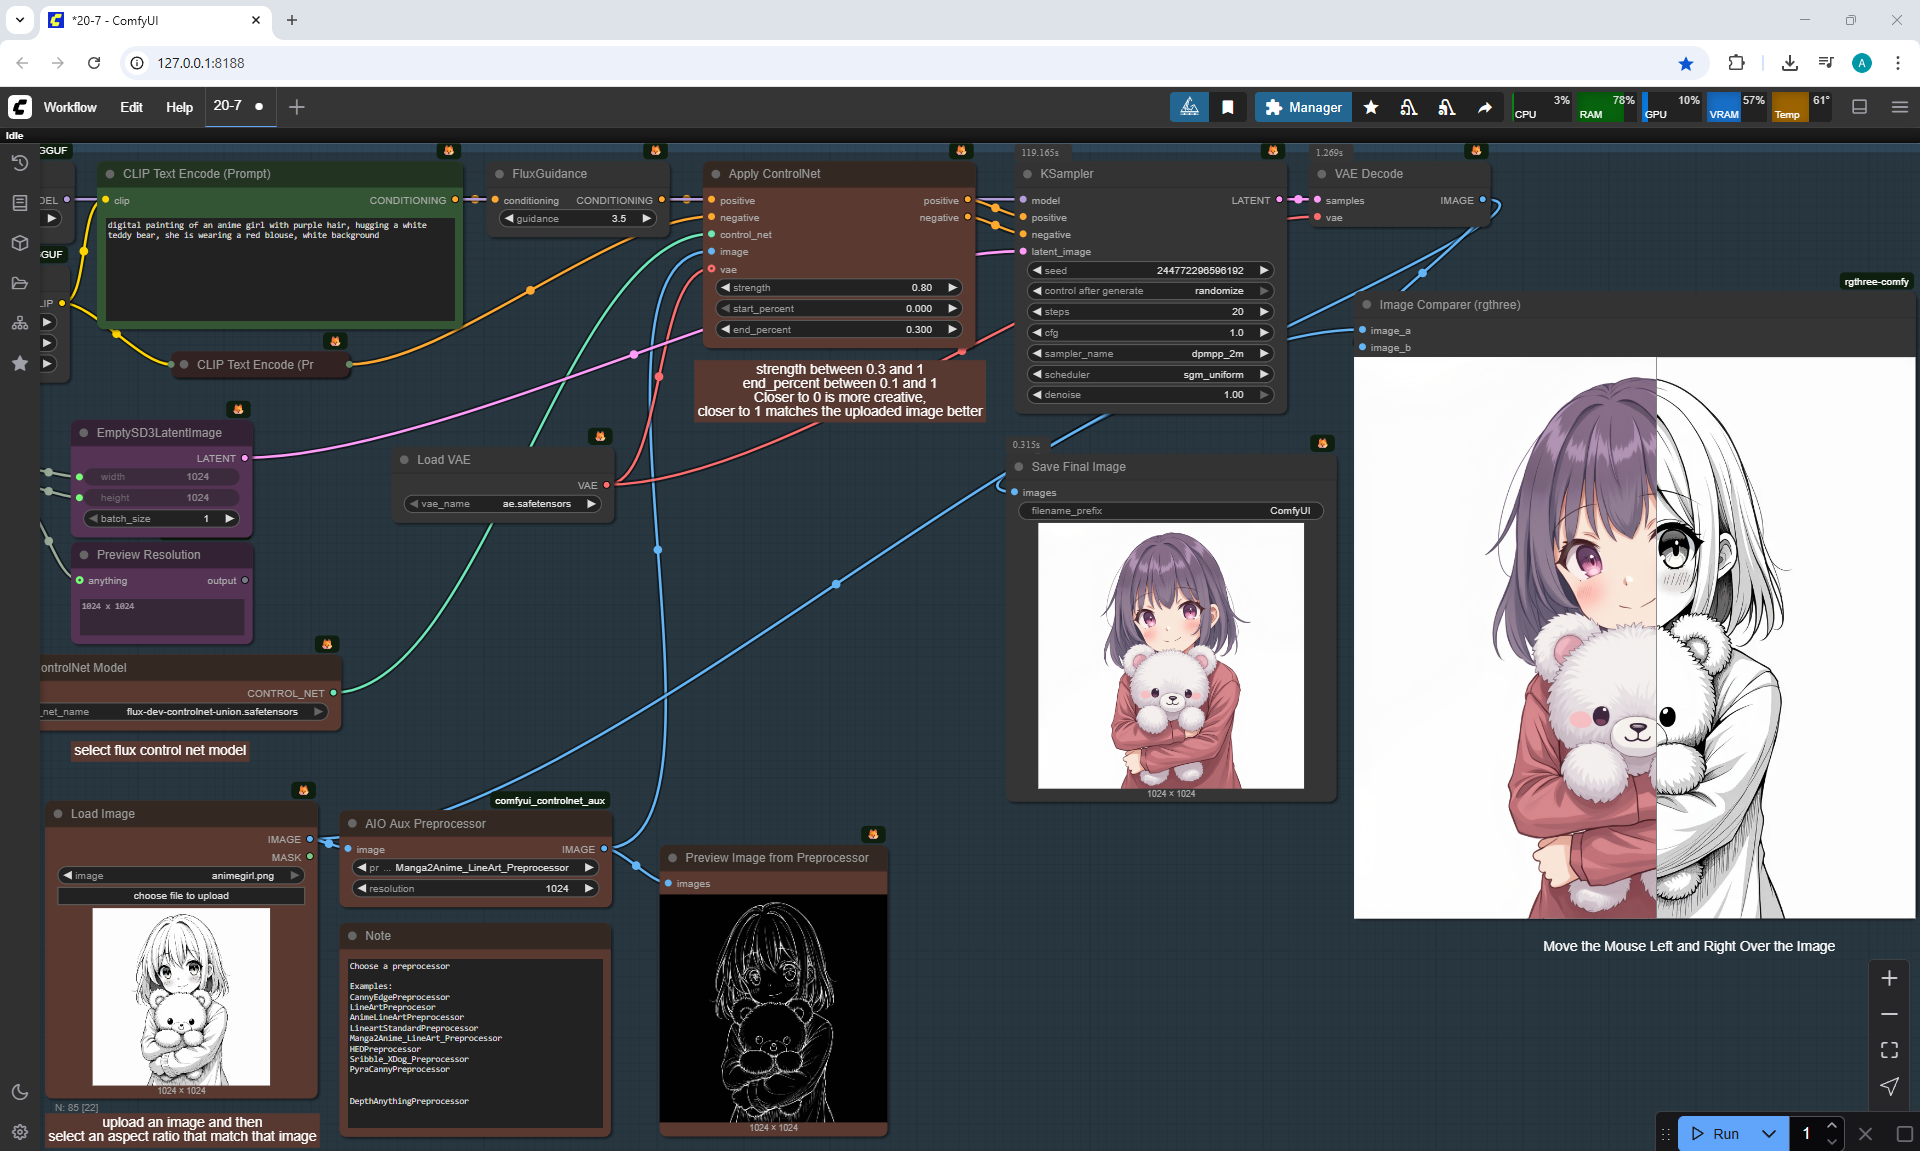 *20-7 - ComfyUI
127.0.0.1:8188
Workflow Edit Help 20-7
Manager
CPU 3% RAM 78% GPU 10% VRAM 57% Temp 61°
Idle
GGUF
CLIP Text Encode (Prompt)
clip CONDITIONING
digital painting of an anime girl with purple hair, hugging a white
teddy bear, she is wearing a red blouse, white background
FluxGuidance
conditioning CONDITIONING
guidance 3.5
Apply ControlNet
positive positive
negative negative
control_net
image
vae
strength 0.80
start_percent 0.000
end_percent 0.300
strength between 0.3 and 1
end_percent between 0.1 and 1
Closer to 0 is more creative,
closer to 1 matches the uploaded image better
119.165s
KSampler
model LATENT
positive
negative
latent_image
seed 244772296596192
control after generate randomize
steps 20
cfg 1.0
sampler_name dpmpp_2m
scheduler sgm_uniform
denoise 1.00
1.269s
VAE Decode
samples IMAGE
vae
rgthree-comfy
Image Comparer (rgthree)
image_a
image_b
Move the Mouse Left and Right Over the Image
DEL
GUF
IP
CLIP Text Encode (Pr
EmptySD3LatentImage
LATENT
width 1024
height 1024
batch_size 1
Load VAE
VAE
vae_name ae.safetensors
Preview Resolution
anything output
1024 x 1024
ontrolNet Model
CONTROL_NET
_net_name flux-dev-controlnet-union.safetensors
select flux control net model
0.315s
Save Final Image
images
filename_prefix ComfyUI
1024 × 1024
Load Image
IMAGE
MASK
image animegirl.png
choose file to upload
1024 × 1024
N: 85 [22]
upload an image and then
select an aspect ratio that match that image
comfyui_controlnet_aux
AIO Aux Preprocessor
image IMAGE
pr ... Manga2Anime_LineArt_Preprocessor
resolution 1024
Note
Choose a preprocessor
Examples:
CannyEdgePreprocessor
LineArtPreprocesor
AnimeLineArtPreprocessor
LineartStandardPreprocessor
Manga2Anime_LineArt_Preprocessor
HEDPreprocessor
Sribble_XDog_Preprocessor
PyraCannyPreprocessor
DepthAnythingPreprocessor
Preview Image from Preprocessor
images
1024 × 1024
Run 1
A